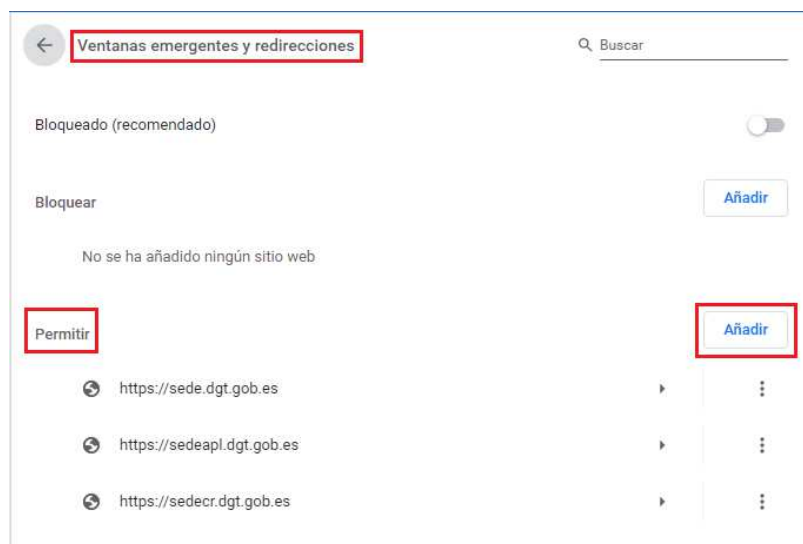 Ventanas emergentes y redirecciones
Buscar
Bloqueado (recomendado)
Bloquear
Añadir
No se ha añadido ningún sitio web
Permitir
Añadir
https://sede.dgt.gob.es
https://sedeapl.dgt.gob.es
https://sedecr.dgt.gob.es